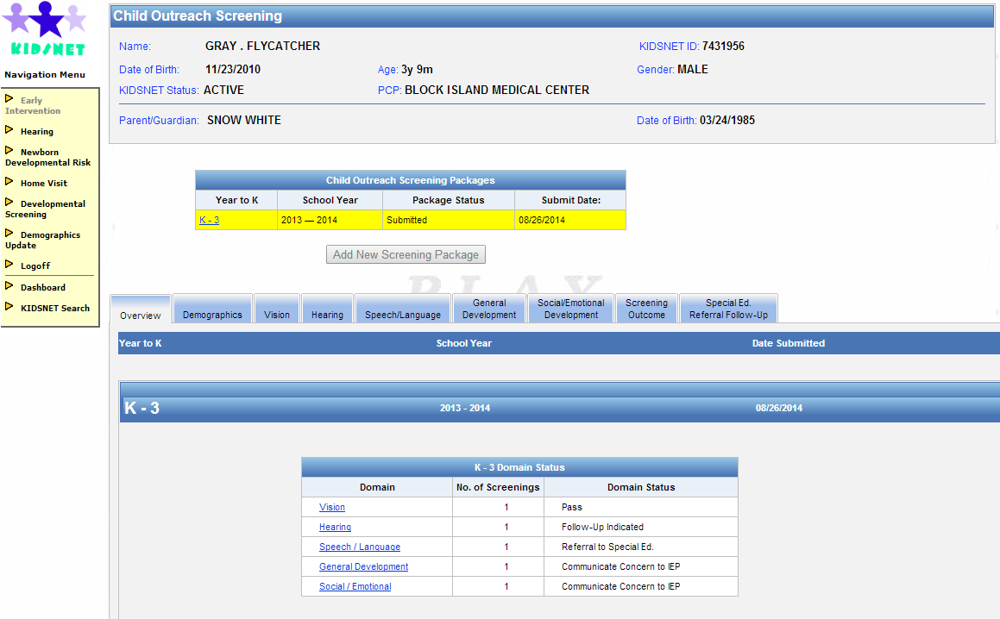 KIDSNET
Navigation Menu
Early
Intervention
Hearing
Newborn
Developmental Risk
Home Visit
Developmental
Screening
Demographics
Update
Logoff
Dashboard
KIDSNET Search
Child Outreach Screening
Name: GRAY . FLYCATCHER KIDSNET ID: 7431956
Date of Birth: 11/23/2010 Age: 3y 9m Gender: MALE
KIDSNET Status: ACTIVE PCP: BLOCK ISLAND MEDICAL CENTER
Parent/Guardian: SNOW WHITE Date of Birth: 03/24/1985
Child Outreach Screening Packages
Year to K School Year Package Status Submit Date:
K - 3 2013 — 2014 Submitted 08/26/2014
Add New Screening Package
PLAY
Overview Demographics Vision Hearing Speech/Language General Development Social/Emotional Development Screening Outcome Special Ed. Referral Follow-Up
Year to K School Year Date Submitted
K - 3 2013 - 2014 08/26/2014
K - 3 Domain Status
Domain No. of Screenings Domain Status
Vision 1 Pass
Hearing 1 Follow-Up Indicated
Speech / Language 1 Referral to Special Ed.
General Development 1 Communicate Concern to IEP
Social / Emotional 1 Communicate Concern to IEP